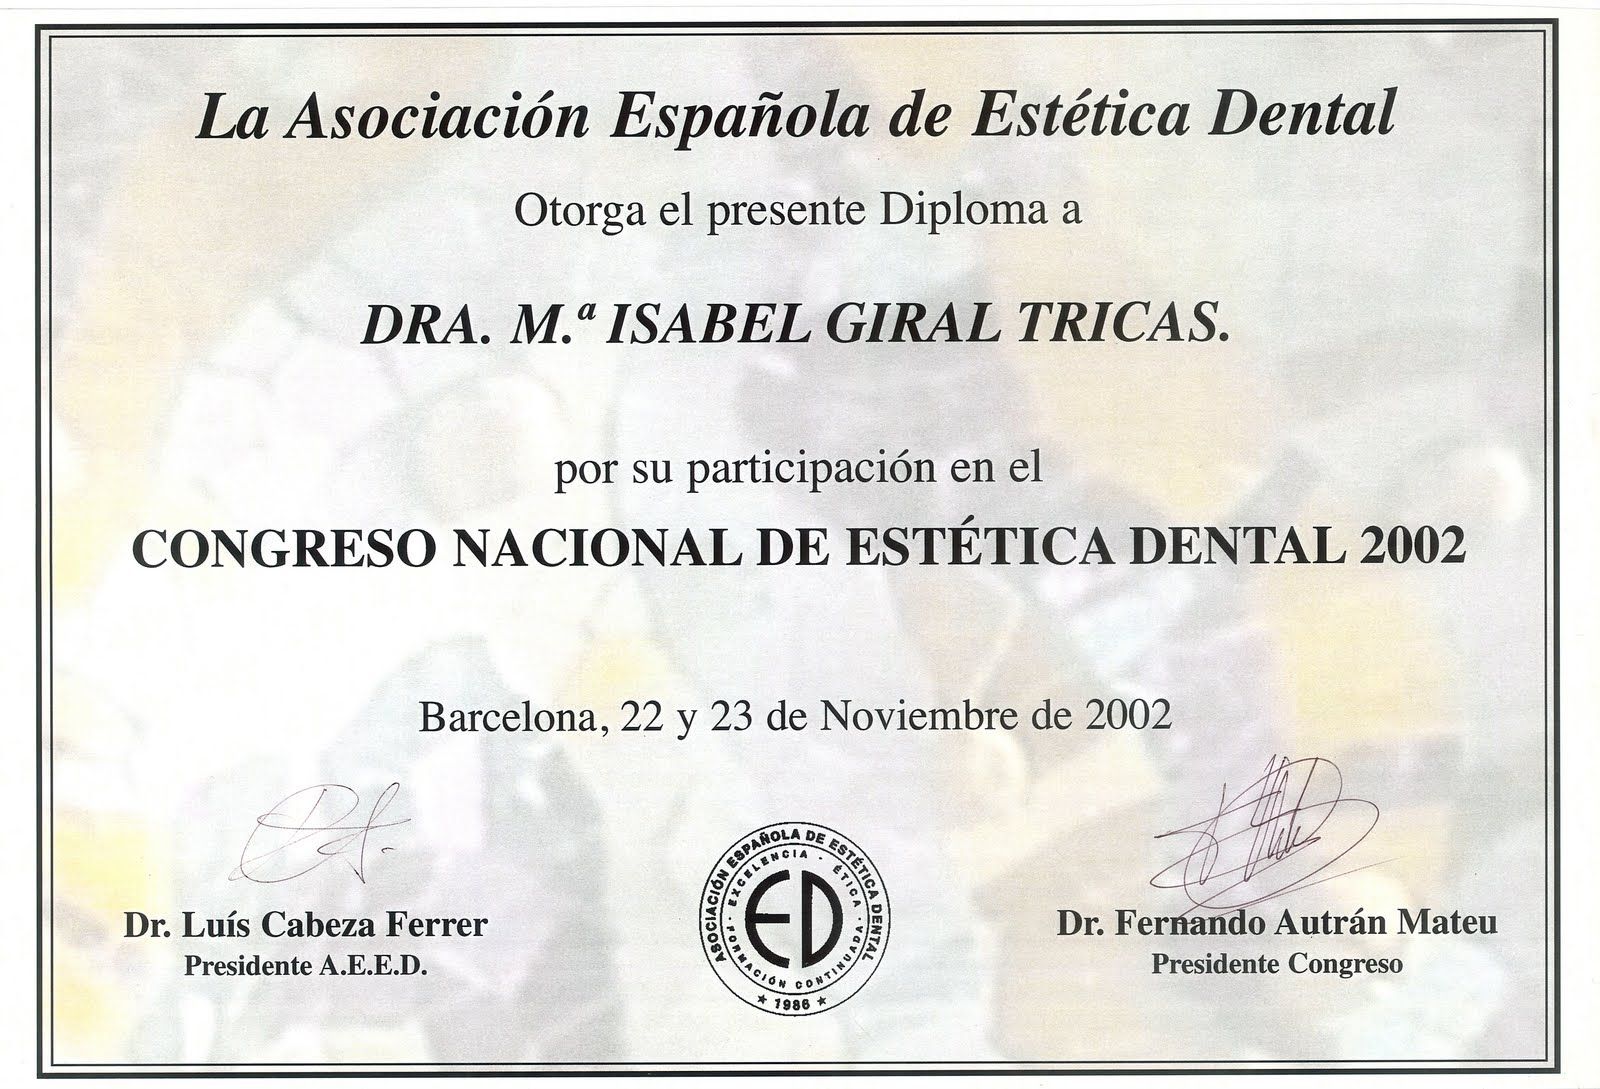 La Asociación Española de Estética Dental
Otorga el presente Diploma a
DRA. M.ª ISABEL GIRAL TRICAS.
por su participación en el
CONGRESO NACIONAL DE ESTÉTICA DENTAL 2002
Barcelona, 22 y 23 de Noviembre de 2002
Dr. Luís Cabeza Ferrer
Presidente A.E.E.D.
ASOCIACIÓN ESPAÑOLA DE ESTÉTICA DENTAL
EXCELENCIA · ÉTICA · FORMACIÓN CONTINUADA ·
ED
★ 1986 ★
Dr. Fernando Autrán Mateu
Presidente Congreso